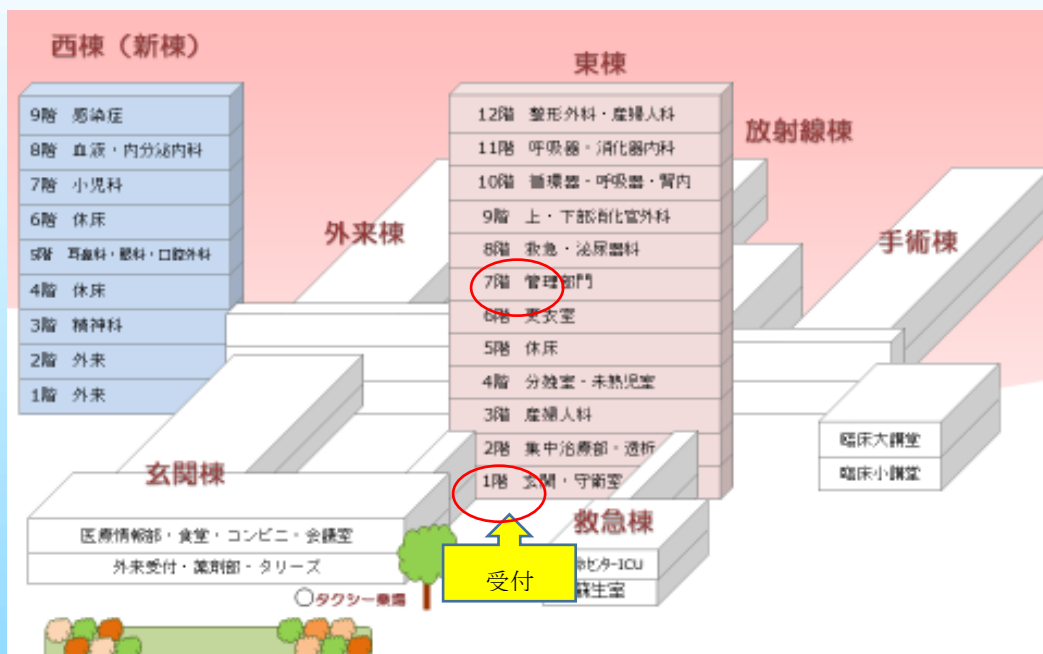 西棟（新棟）
9階 感染症
8階 血液・内分泌内科
7階 小児科
6階 休床
5階 耳鼻科・眼科・口腔外科
4階 休床
3階 精神科
2階 外来
1階 外来
東棟
12階 整形外科・産婦人科
11階 呼吸器・消化器内科
10階 循環器・呼吸器・腎内
9階 上・下部消化管外科
8階 救急・泌尿器科
7階 管理部門
6階 更衣室
5階 休床
4階 分娩室・未熟児室
3階 産婦人科
2階 集中治療部・透析
1階 玄関・守衛室
外来棟
放射線棟
手術棟
臨床大講堂
臨床小講堂
玄関棟
医療情報部・食堂・コンビニ・会議室
外来受付・薬剤部・タリーズ
○タクシー乗場
受付
救急棟
センターICU
蘇生室